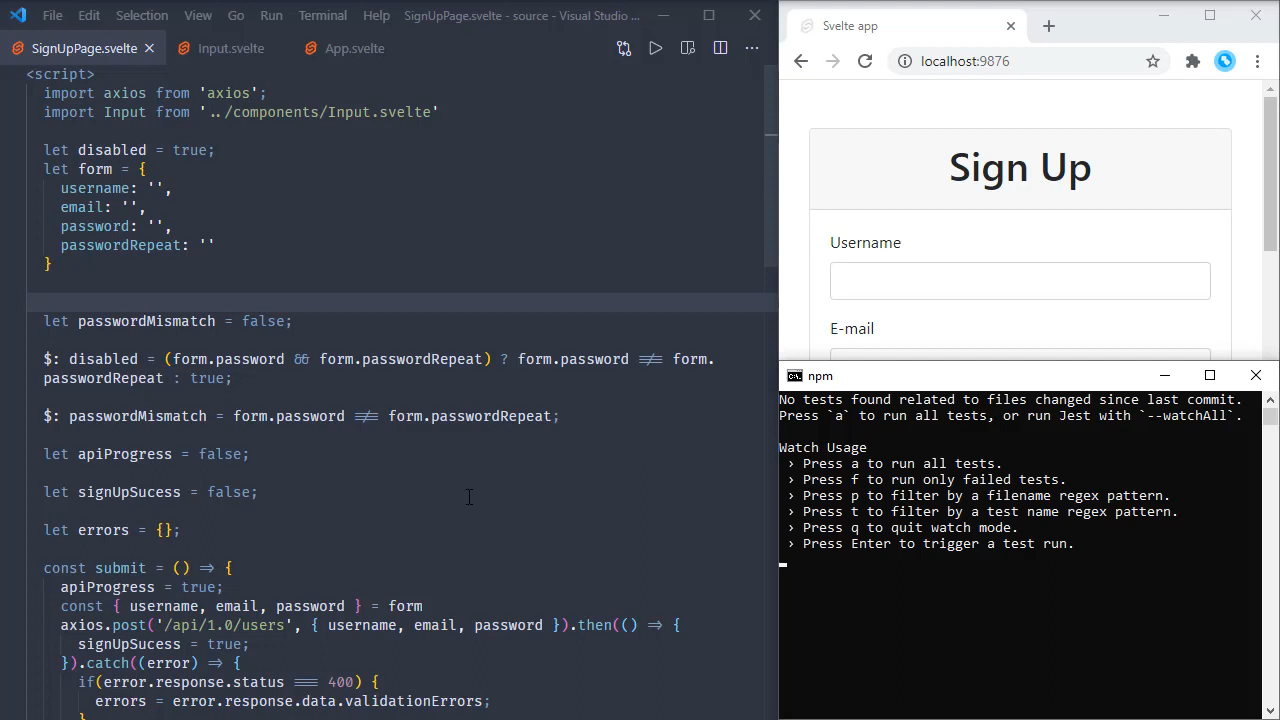 File Edit Selection View Go Run Terminal Help SignUpPage.svelte - source - Visual Studio ...
SignUpPage.svelte Input.svelte App.svelte
<script>
import axios from 'axios';
import Input from '../components/Input.svelte'
let disabled = true;
let form = {
username: '',
email: '',
password: '',
passwordRepeat: ''
}
let passwordMismatch = false;
$: disabled = (form.password && form.passwordRepeat) ? form.password !== form.
passwordRepeat : true;
$: passwordMismatch = form.password !== form.passwordRepeat;
let apiProgress = false;
let signUpSucess = false;
let errors = {};
const submit = () => {
apiProgress = true;
const { username, email, password } = form
axios.post('/api/1.0/users', { username, email, password }).then(() => {
signUpSucess = true;
}).catch((error) => {
if(error.response.status === 400) {
errors = error.response.data.validationErrors;
}
Svelte app
localhost:9876
Sign Up
Username
E-mail
npm
No tests found related to files changed since last commit.
Press `a` to run all tests, or run Jest with `--watchAll`.
Watch Usage
› Press a to run all tests.
› Press f to run only failed tests.
› Press p to filter by a filename regex pattern.
› Press t to filter by a test name regex pattern.
› Press q to quit watch mode.
› Press Enter to trigger a test run.